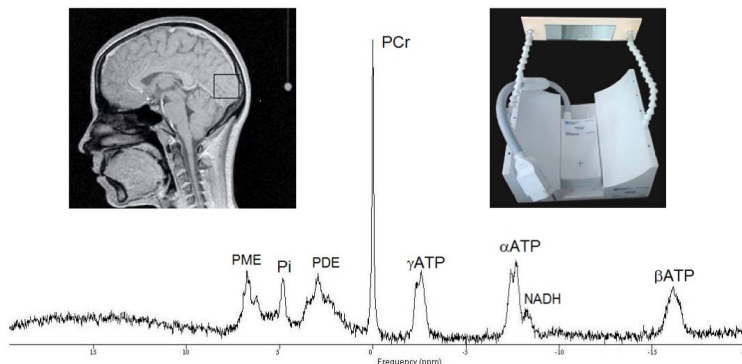 PCr
αATP
PME
Pi
PDE
γATP
NADH
βATP
15 10 5 0 -5 -10 -15
Frequency (ppm)